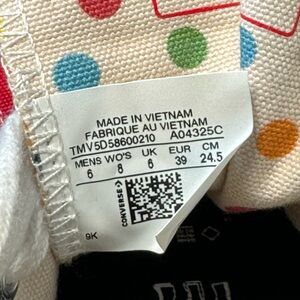 MADE IN VIETNAM
FABRIQUE AU VIETNAM
TMV5D58600210 A04325C
MENS WO'S UK EUR CM
6 8 6 39 24.5
CONVERSE
9K